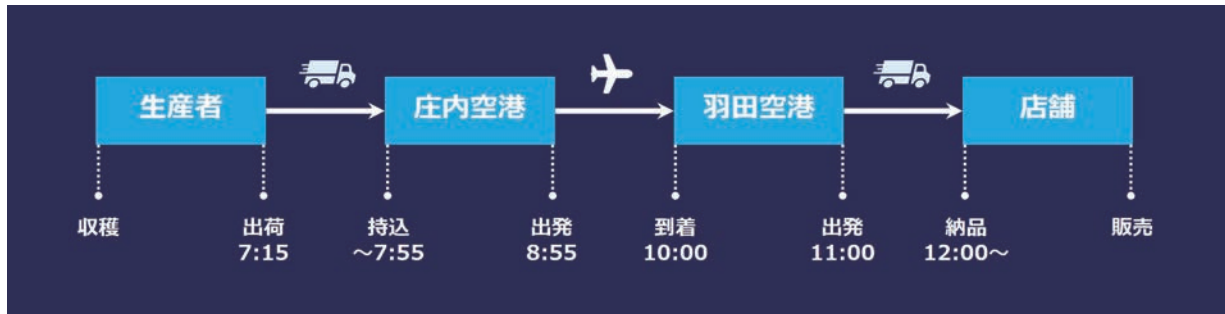 生産者
庄内空港
羽田空港
店舗
収穫
出荷
7:15
持込
~7:55
出発
8:55
到着
10:00
出発
11:00
納品
12:00~
販売